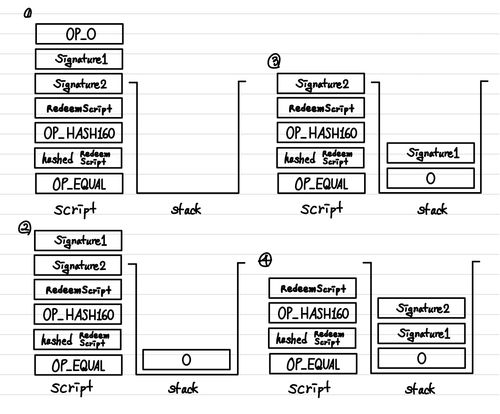 ①
OP_0
Signature1
Signature2
RedeemScript
OP_HASH160
hashed Redeem Script
OP_EQUAL
script
stack
②
Signature1
Signature2
RedeemScript
OP_HASH160
hashed Redeem Script
OP_EQUAL
script
0
stack
③
Signature2
RedeemScript
OP_HASH160
hashed Redeem Script
OP_EQUAL
script
Signature1
0
stack
④
RedeemScript
OP_HASH160
hashed Redeem Script
OP_EQUAL
script
Signature2
Signature1
0
stack